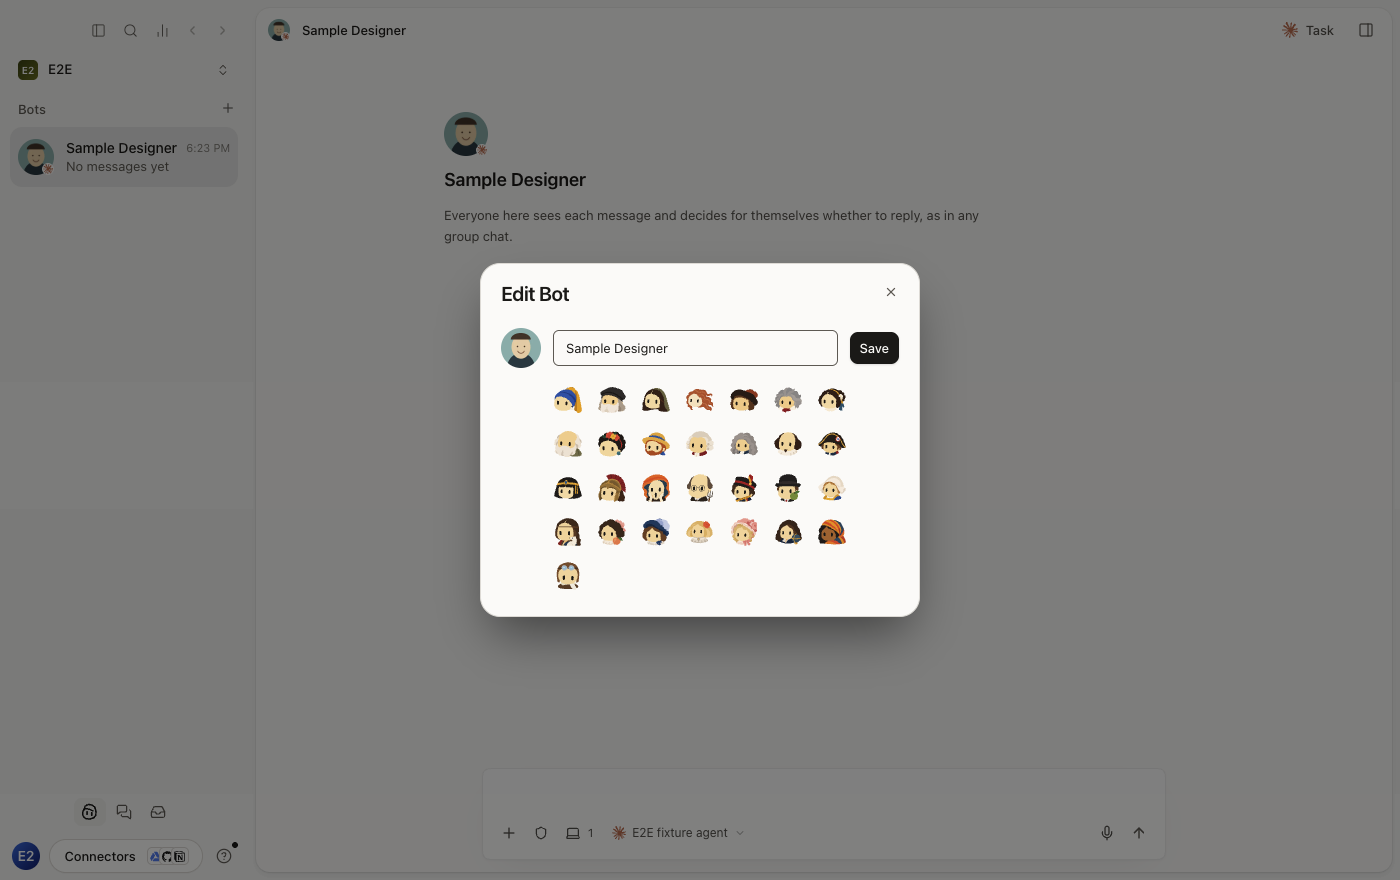 Sample Designer
Task
E2 E2E
Bots
Sample Designer 6:23 PM
No messages yet
Sample Designer
Everyone here sees each message and decides for themselves whether to reply, as in any
group chat.
Edit Bot
Sample Designer
Save
1 E2E fixture agent
E2 Connectors